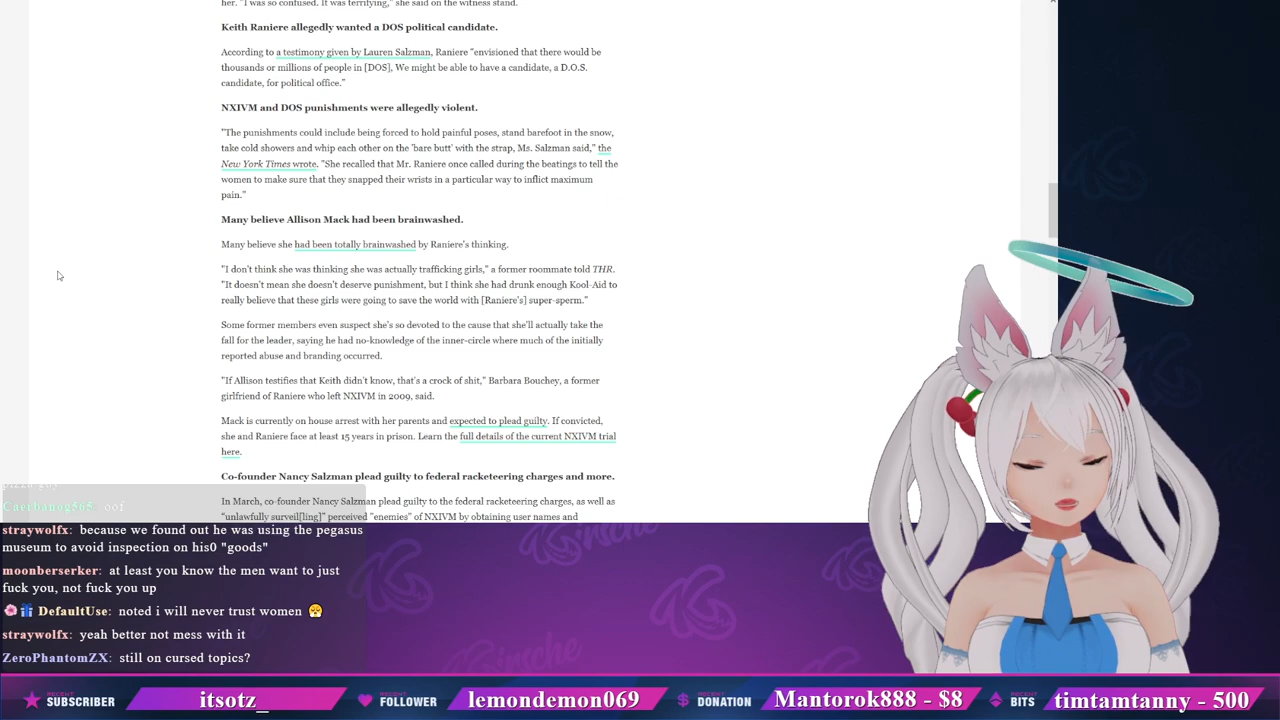 her. "I was so confused. It was terrifying," she said on the witness stand.
Keith Raniere allegedly wanted a DOS political candidate.
According to a testimony given by Lauren Salzman, Raniere "envisioned that there would be
thousands or millions of people in [DOS], We might be able to have a candidate, a D.O.S.
candidate, for political office."
NXIVM and DOS punishments were allegedly violent.
"The punishments could include being forced to hold painful poses, stand barefoot in the snow,
take cold showers and whip each other on the 'bare butt' with the strap, Ms. Salzman said," the
New York Times wrote. "She recalled that Mr. Raniere once called during the beatings to tell the
women to make sure that they snapped their wrists in a particular way to inflict maximum
pain."
Many believe Allison Mack had been brainwashed.
Many believe she had been totally brainwashed by Raniere's thinking.
"I don't think she was thinking she was actually trafficking girls," a former roommate told THR.
"It doesn't mean she doesn't deserve punishment, but I think she had drunk enough Kool-Aid to
really believe that these girls were going to save the world with [Raniere's] super-sperm."
Some former members even suspect she's so devoted to the cause that she'll actually take the
fall for the leader, saying he had no-knowledge of the inner-circle where much of the initially
reported abuse and branding occurred.
"If Allison testifies that Keith didn't know, that's a crock of shit," Barbara Bouchey, a former
girlfriend of Raniere who left NXIVM in 2009, said.
Mack is currently on house arrest with her parents and expected to plead guilty. If convicted,
she and Raniere face at least 15 years in prison. Learn the full details of the current NXIVM trial
here.
Co-founder Nancy Salzman plead guilty to federal racketeering charges and more.
In March, co-founder Nancy Salzman plead guilty to the federal racketeering charges, as well as
"unlawfully surveil[ling]" perceived "enemies" of NXIVM by obtaining user names and
Caerbanog565: oof
straywolfx: because we found out he was using the pegasus
museum to avoid inspection on his0 "goods"
moonberserker: at least you know the men want to just
fuck you, not fuck you up
DefaultUse: noted i will never trust women
straywolfx: yeah better not mess with it
ZeroPhantomZX: still on cursed topics?
RECENT SUBSCRIBER itsotz_ RECENT FOLLOWER lemondemon069 RECENT DONATION Mantorok888 - $8 RECENT BITS timtamtanny - 500